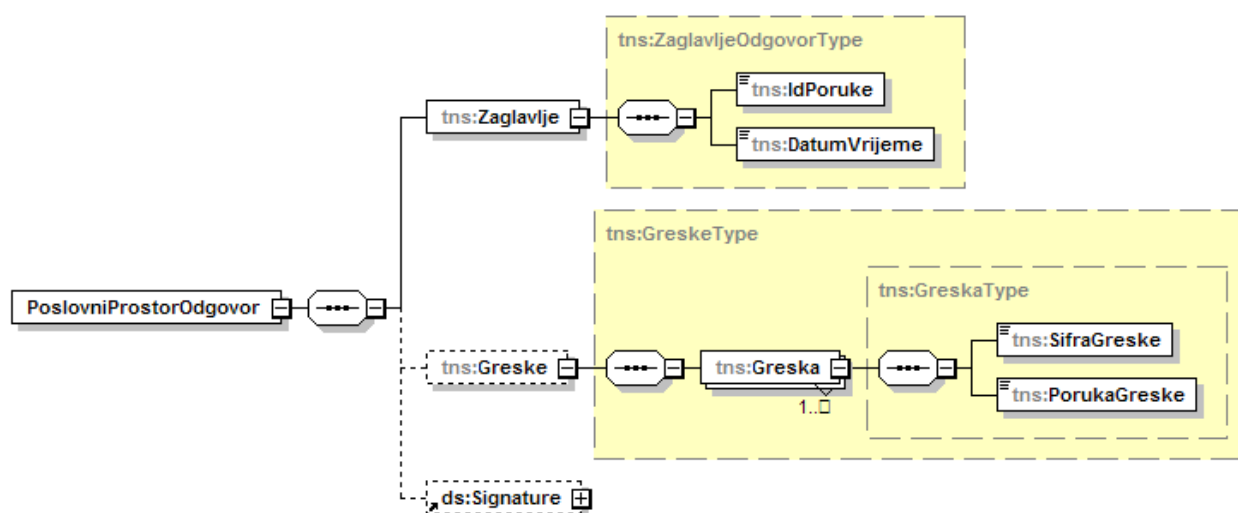 tns:ZaglavljeOdgovorType
tns:IdPoruke
tns:Zaglavlje
tns:DatumVrijeme
tns:GreskeType
tns:GreskaType
PoslovniProstorOdgovor
tns:SifraGreske
tns:Greske
tns:Greska
tns:PorukaGreske
1..□
ds:Signature